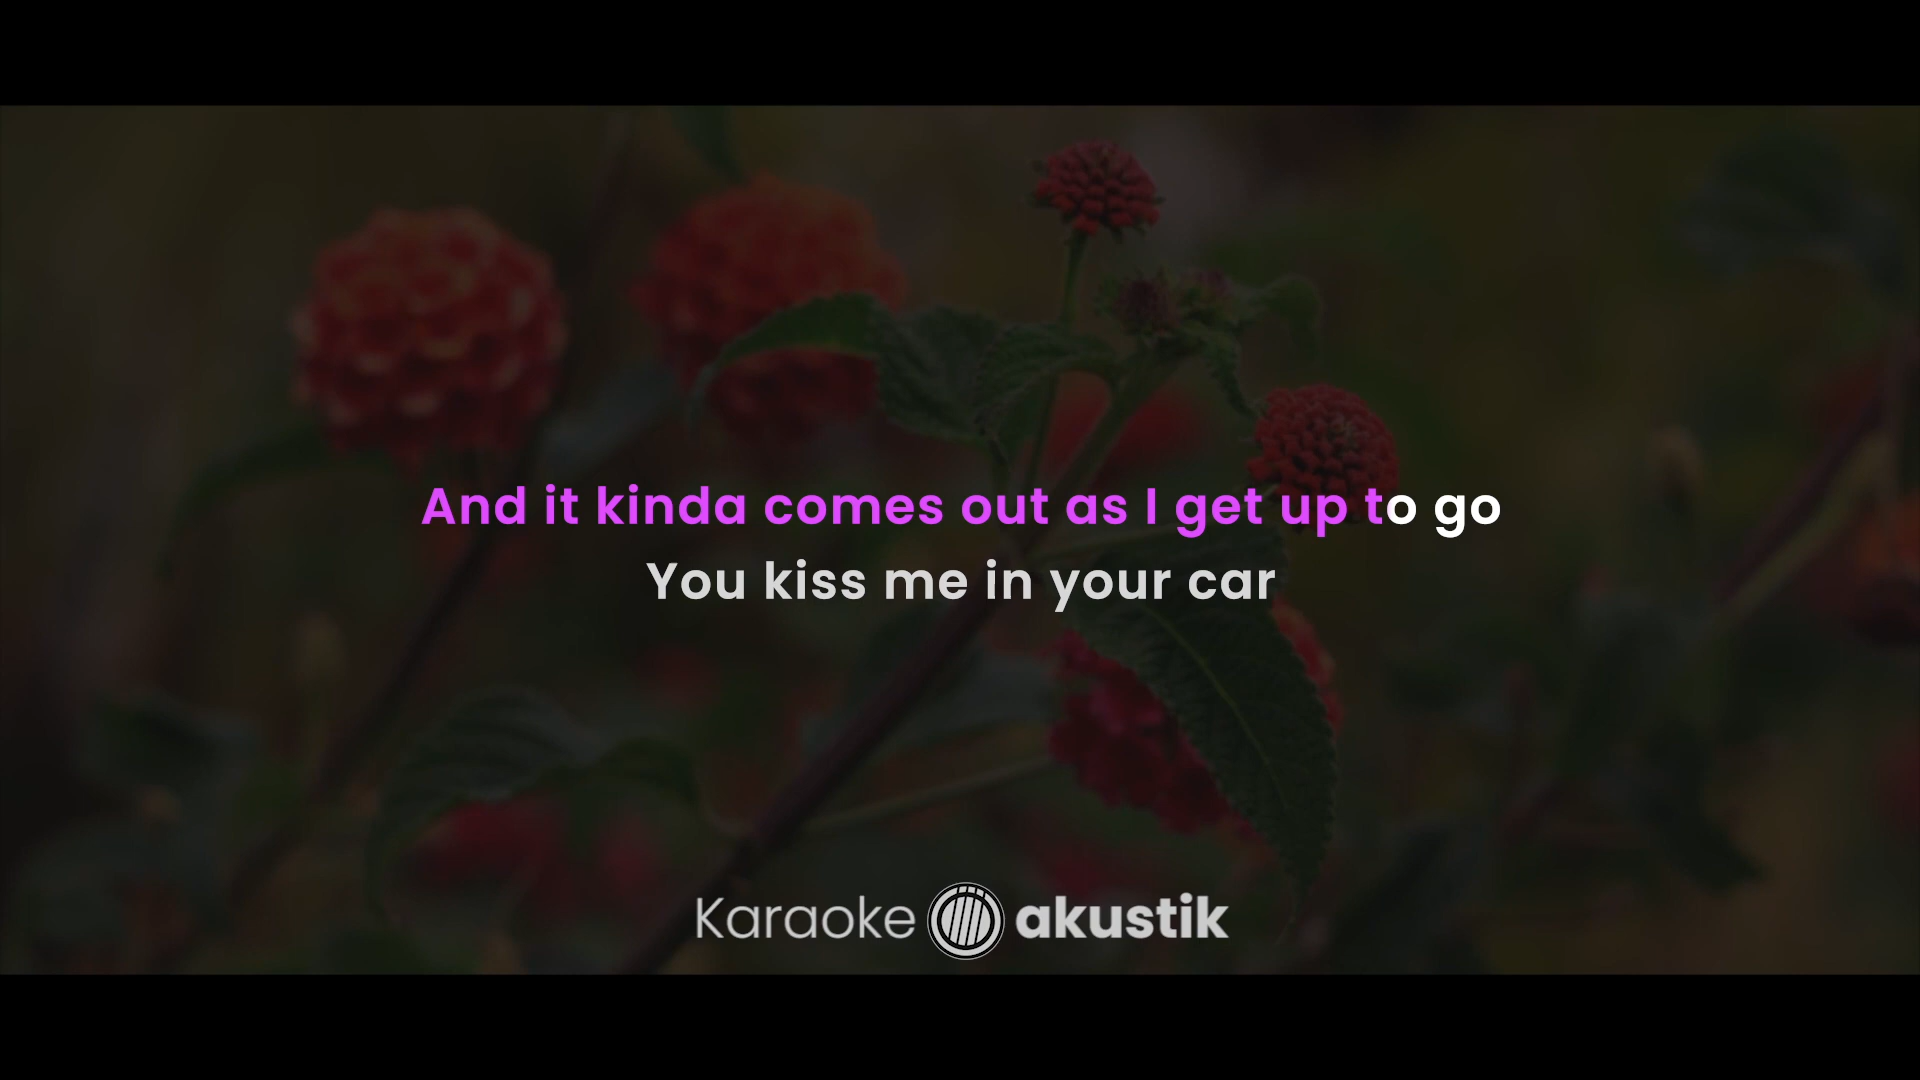 And it kinda comes out as I get up to go
You kiss me in your car
Karaoke akustik